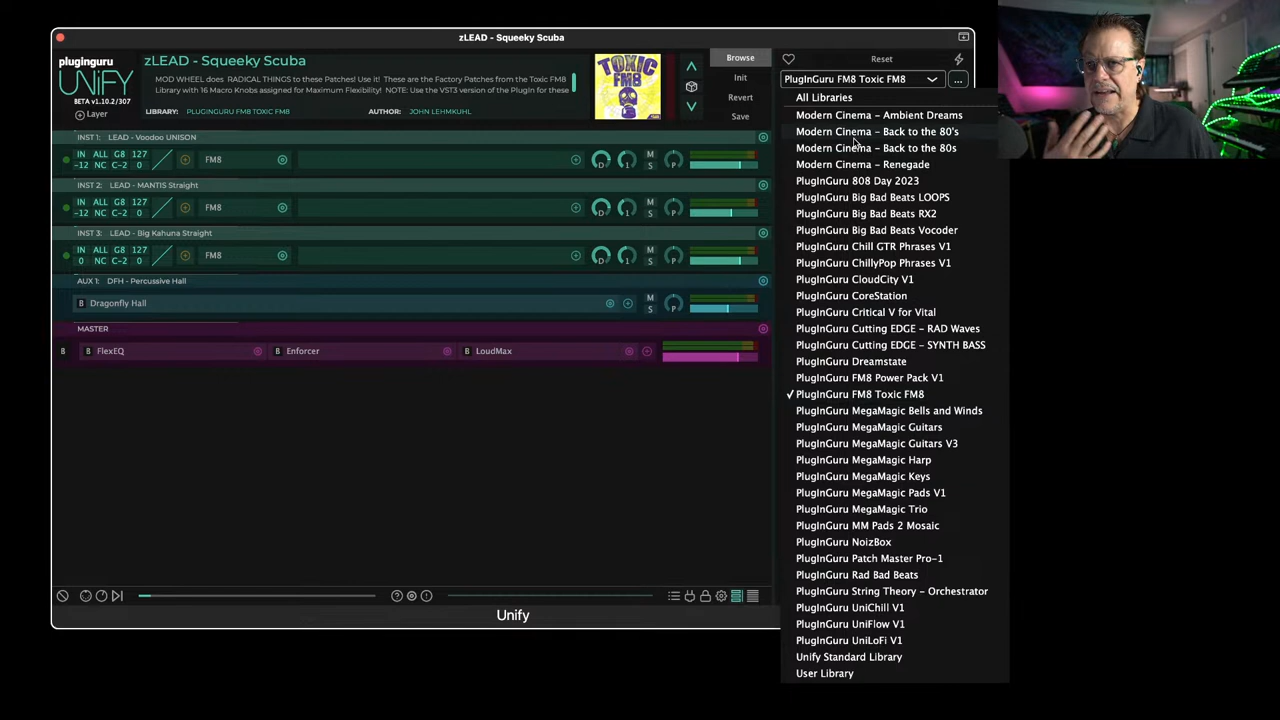 zLEAD - Squeeky Scuba
pluginguru
UNIFY
BETA v1.10.2/307
Layer
zLEAD - Squeeky Scuba
MOD WHEEL does RADICAL THINGS to these Patches! Use it! These are the Factory Patches from the Toxic FM8
Library with 16 Macro Knobs assigned for Maximum Flexibility! NOTE: Use the VST3 version of the PlugIn for these
LIBRARY: PLUGINGURU FM8 TOXIC FM8
AUTHOR: JOHN LEHMKUHL
TOXIC
FM8
Browse
Init
Revert
Save
Reset
PlugInGuru FM8 Toxic FM8
...
INST 1: LEAD - Voodoo UNISON
IN ALL G8 127
-12 NC C-2 0
FM8
D
1
M
S
P
INST 2: LEAD - MANTIS Straight
IN ALL G8 127
-12 NC C-2 0
FM8
D
1
M
S
P
INST 3: LEAD - Big Kahuna Straight
IN ALL G8 127
0 NC C-2 0
FM8
D
1
M
S
P
AUX 1: DFH - Percussive Hall
B Dragonfly Hall
M
S
P
MASTER
B
B FlexEQ
B Enforcer
B LoudMax
Unify
All Libraries
Modern Cinema - Ambient Dreams
Modern Cinema - Back to the 80's
Modern Cinema - Back to the 80s
Modern Cinema - Renegade
PlugInGuru 808 Day 2023
PlugInGuru Big Bad Beats LOOPS
PlugInGuru Big Bad Beats RX2
PlugInGuru Big Bad Beats Vocoder
PlugInGuru Chill GTR Phrases V1
PlugInGuru ChillyPop Phrases V1
PlugInGuru CloudCity V1
PlugInGuru CoreStation
PlugInGuru Critical V for Vital
PlugInGuru Cutting EDGE - RAD Waves
PlugInGuru Cutting EDGE - SYNTH BASS
PlugInGuru Dreamstate
PlugInGuru FM8 Power Pack V1
✓ PlugInGuru FM8 Toxic FM8
PlugInGuru MegaMagic Bells and Winds
PlugInGuru MegaMagic Guitars
PlugInGuru MegaMagic Guitars V3
PlugInGuru MegaMagic Harp
PlugInGuru MegaMagic Keys
PlugInGuru MegaMagic Pads V1
PlugInGuru MegaMagic Trio
PlugInGuru MM Pads 2 Mosaic
PlugInGuru NoizBox
PlugInGuru Patch Master Pro-1
PlugInGuru Rad Bad Beats
PlugInGuru String Theory - Orchestrator
PlugInGuru UniChill V1
PlugInGuru UniFlow V1
PlugInGuru UniLoFi V1
Unify Standard Library
User Library